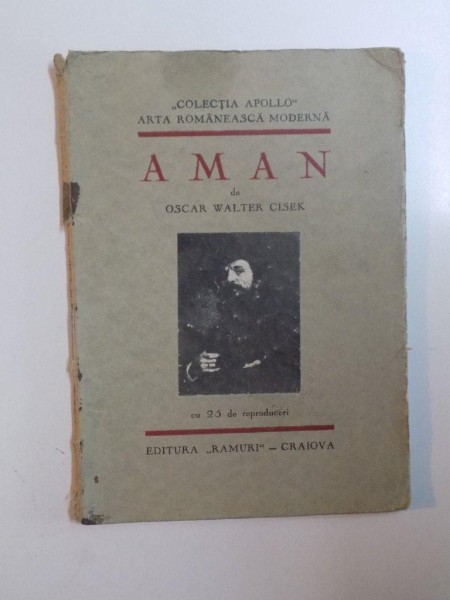 „COLECȚIA APOLLO“
ARTA ROMÂNEASCĂ MODERNĂ
AMAN
de
OSCAR WALTER CISEK
cu 25 de reproduceri
EDITURA „RAMURI“ – CRAIOVA